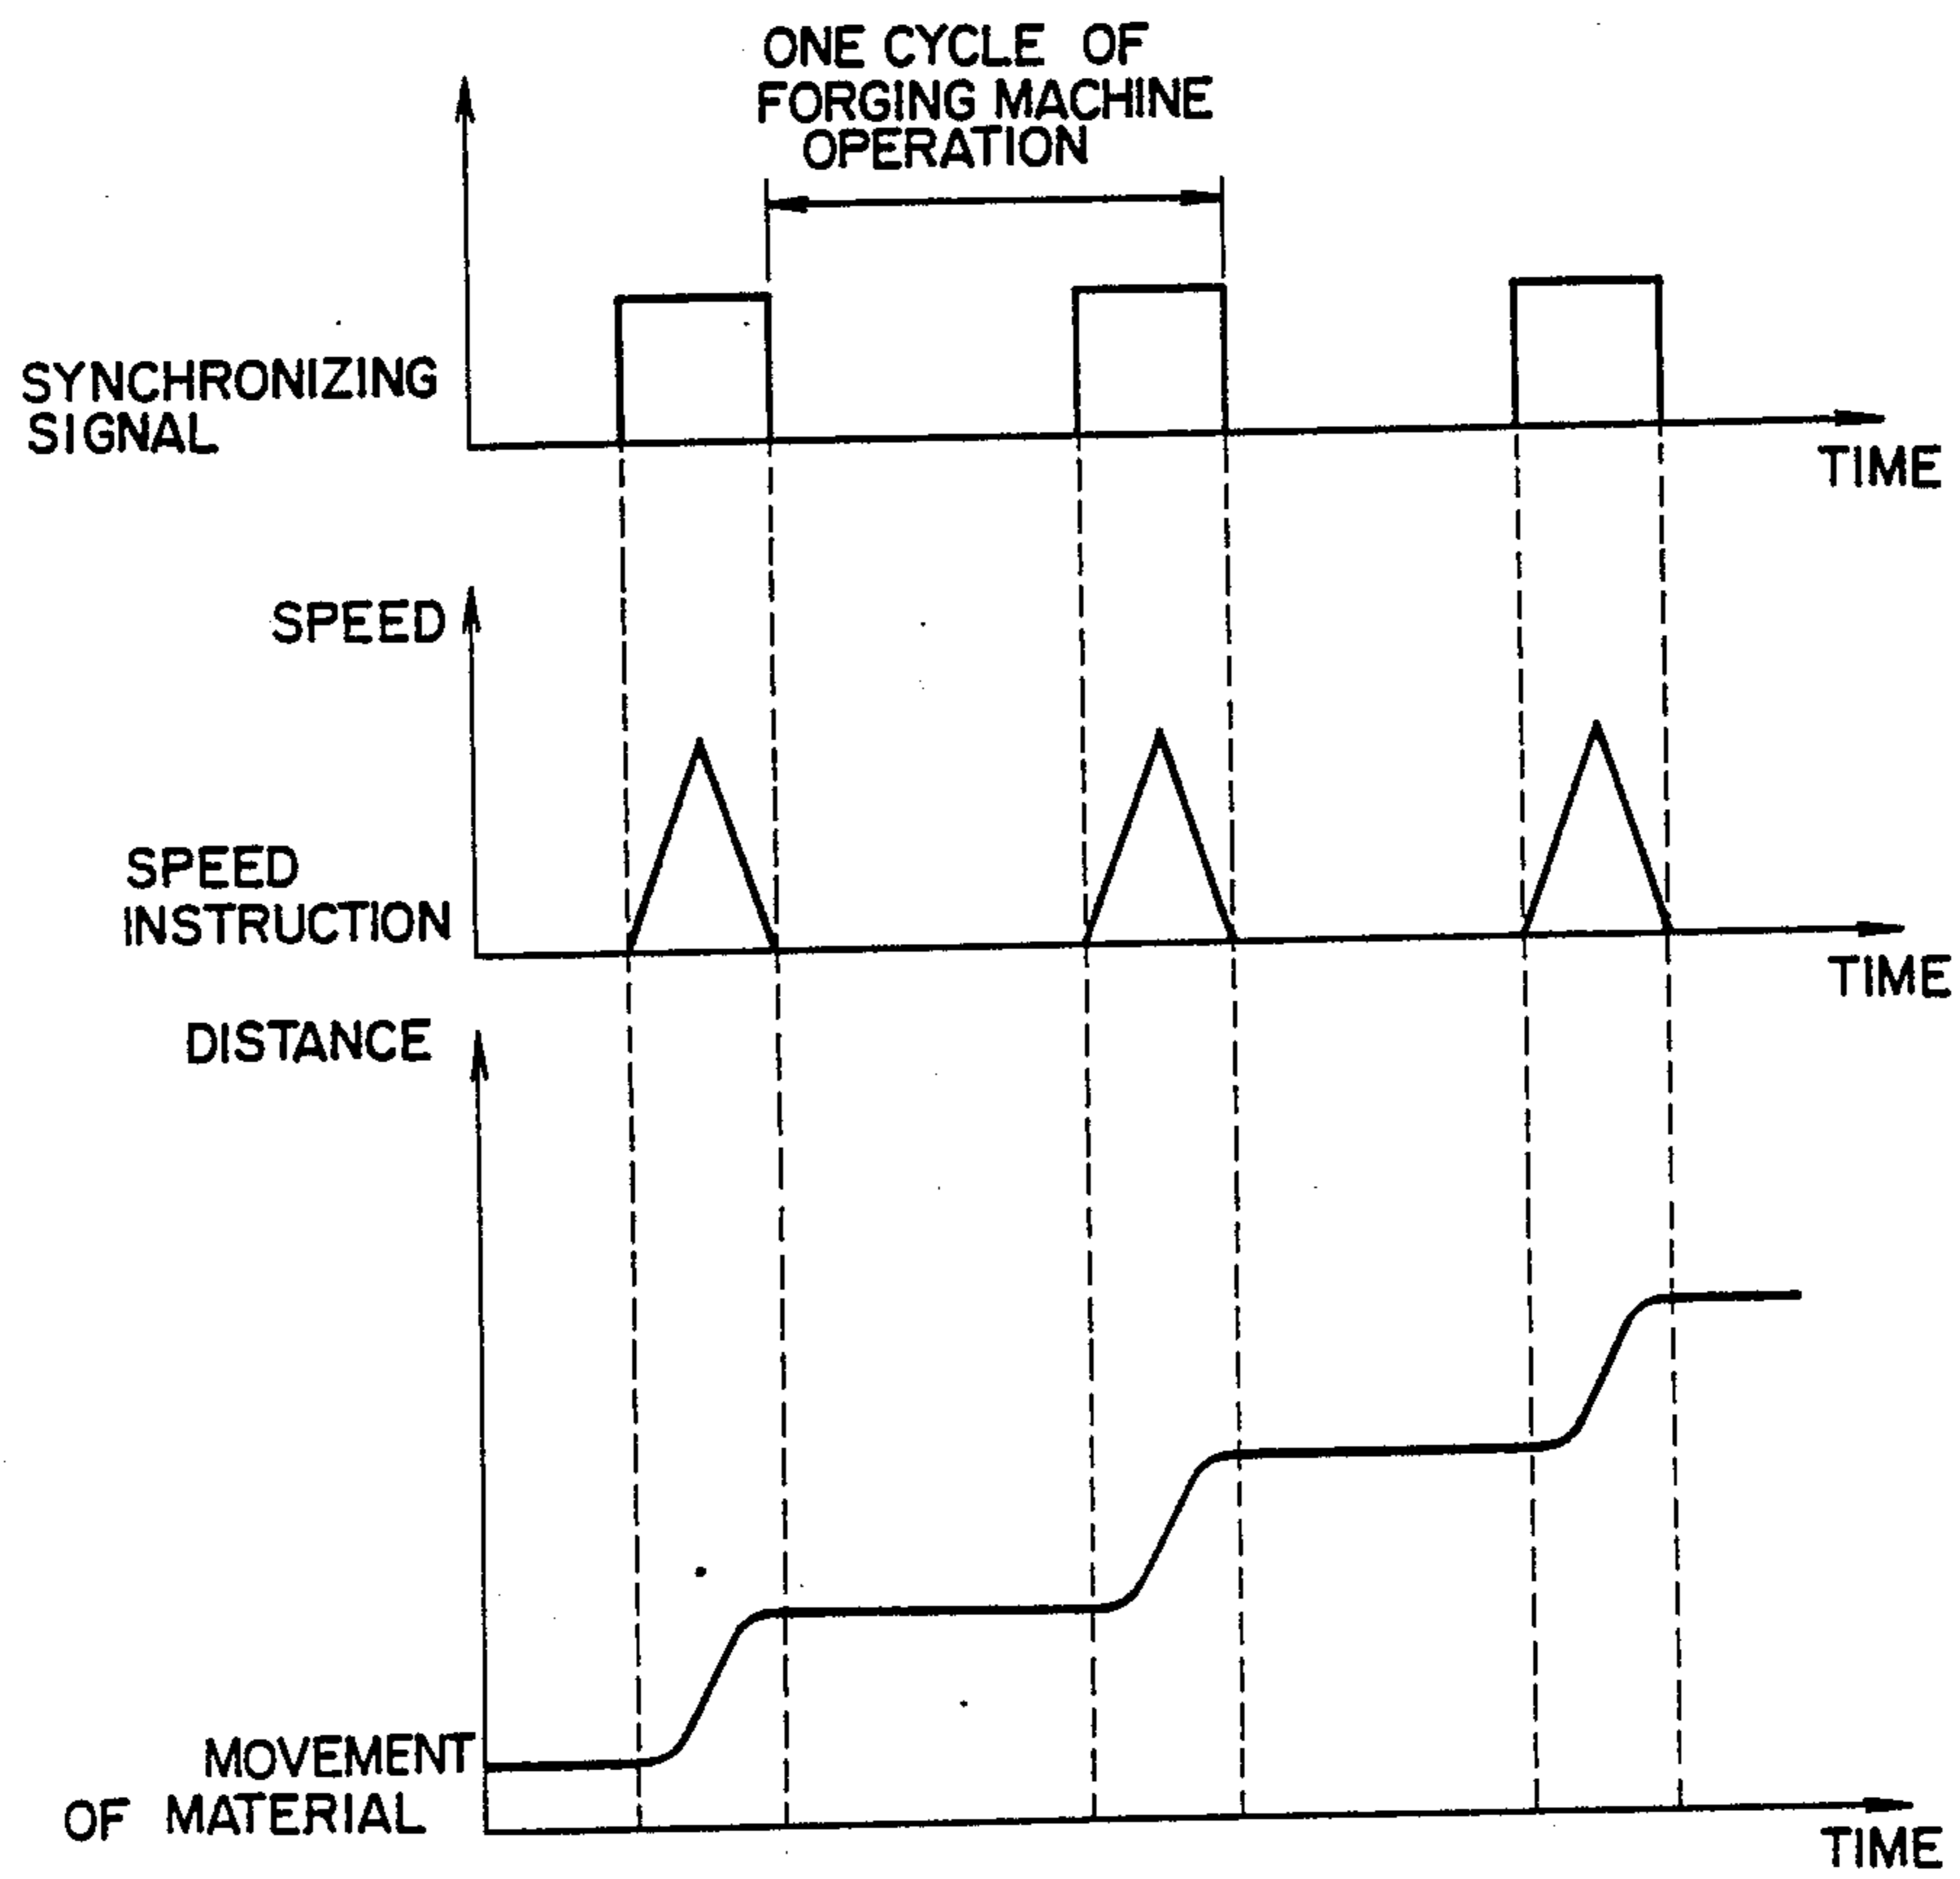 ONE CYCLE OF
FORGING MACHINE
OPERATION
SYNCHRONIZING
SIGNAL
TIME
SPEED
SPEED
INSTRUCTION
TIME
DISTANCE
MOVEMENT
OF MATERIAL
TIME